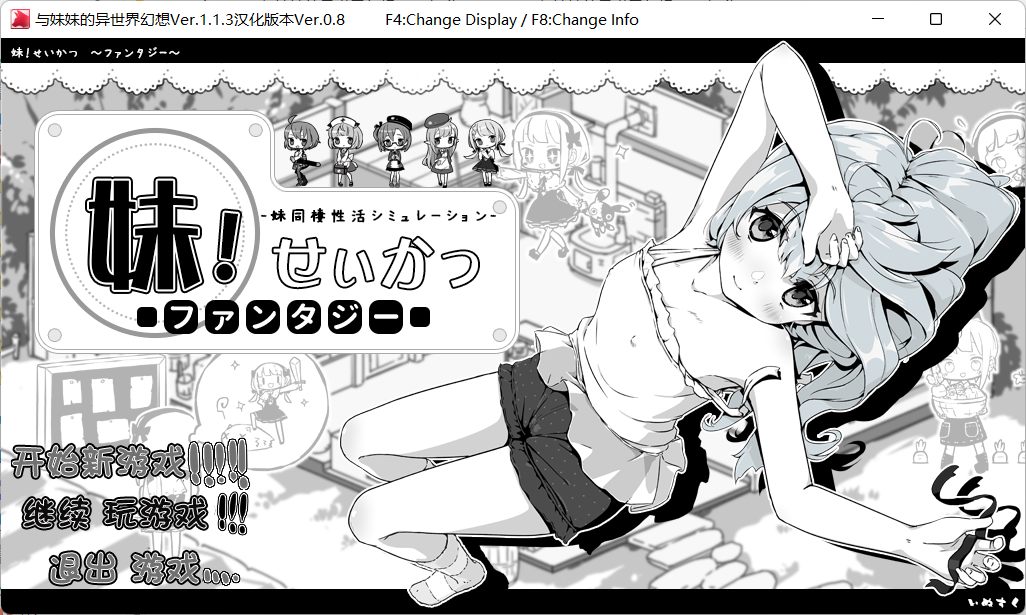 与妹妹的异世界幻想Ver.1.1.3汉化版本Ver.0.8 F4:Change Display / F8:Change Info
妹!せいかつ ～ファンタジー～
-妹同棲性活シミュレーション-
妹!せいかつ
■ファンタジー■
开始新游戏!!!!!
继续 玩游戏 !!!
退出 游戏....
いぬすく